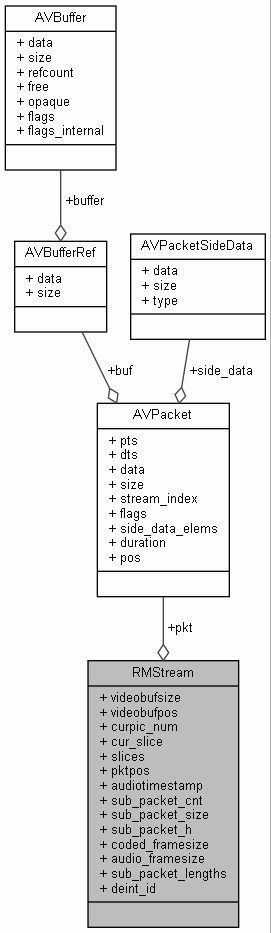 AVBuffer
+ data
+ size
+ refcount
+ free
+ opaque
+ flags
+ flags_internal
+buffer
AVBufferRef
+ data
+ size
AVPacketSideData
+ data
+ size
+ type
+buf
+side_data
AVPacket
+ pts
+ dts
+ data
+ size
+ stream_index
+ flags
+ side_data_elems
+ duration
+ pos
+pkt
RMStream
+ videobufsize
+ videobufpos
+ curpic_num
+ cur_slice
+ slices
+ pktpos
+ audiotimestamp
+ sub_packet_cnt
+ sub_packet_size
+ sub_packet_h
+ coded_framesize
+ audio_framesize
+ sub_packet_lengths
+ deint_id